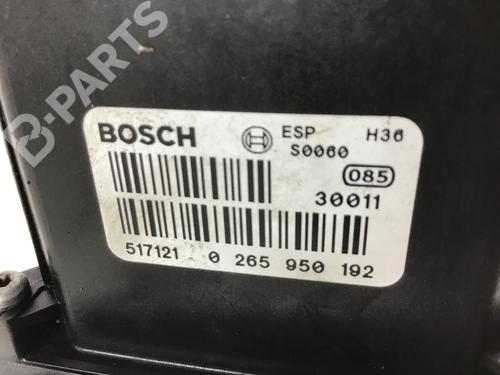 B-PARTS
BOSCH ESP H36
S0060
085
30011
517121 0 265 950 192